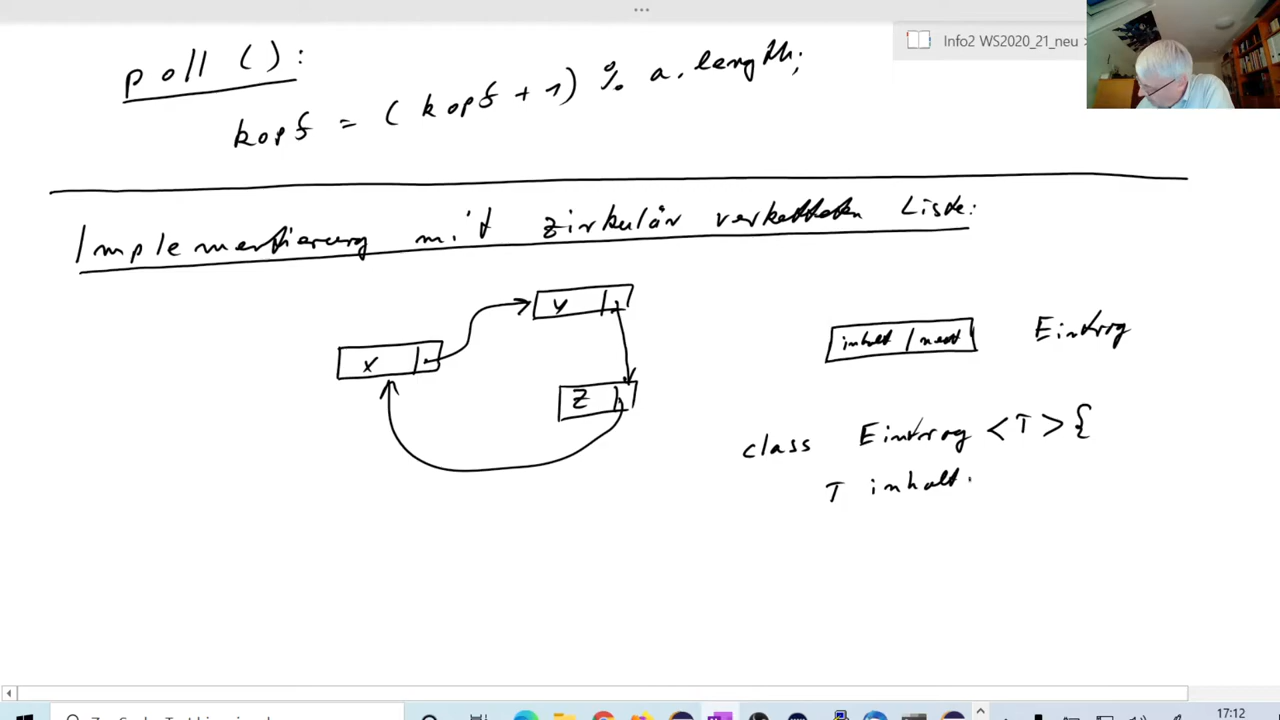 Info2 WS2020_21_neu >
poll ():
kopf = (kopf + 1) % a.length;
Implementierung mit zirkulär verketteten Liste:
y
x
z
inhalt / next Eintrag
class Eintrag <T> {
T inhalt.
17:12